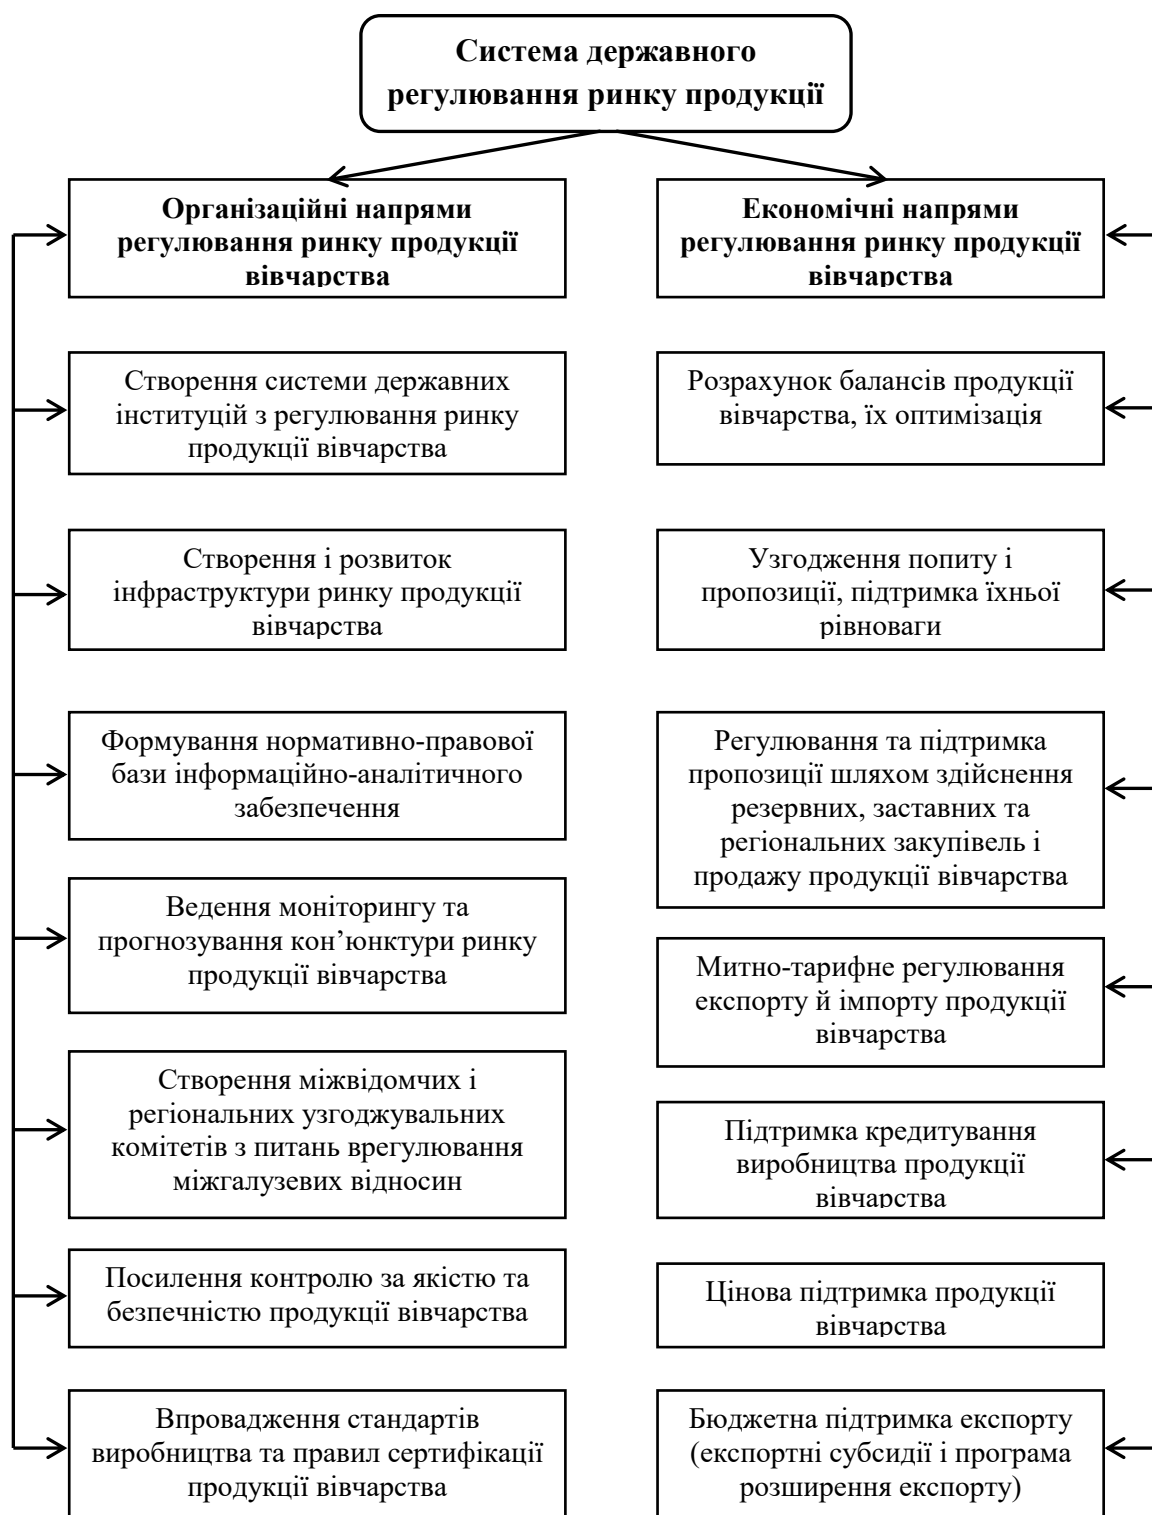 Система державного
регулювання ринку продукції
Організаційні напрями
регулювання ринку продукції
вівчарства
Економічні напрями
регулювання ринку продукції
вівчарства
Створення системи державних
інституцій з регулювання ринку
продукції вівчарства
Розрахунок балансів продукції
вівчарства, їх оптимізація
Створення і розвиток
інфраструктури ринку продукції
вівчарства
Узгодження попиту і
пропозиції, підтримка їхньої
рівноваги
Формування нормативно-правової
бази інформаційно-аналітичного
забезпечення
Регулювання та підтримка
пропозиції шляхом здійснення
резервних, заставних та
регіональних закупівель і
продажу продукції вівчарства
Ведення моніторингу та
прогнозування кон’юнктури ринку
продукції вівчарства
Митно-тарифне регулювання
експорту й імпорту продукції
вівчарства
Створення міжвідомчих і
регіональних узгоджувальних
комітетів з питань врегулювання
міжгалузевих відносин
Підтримка кредитування
виробництва продукції
вівчарства
Посилення контролю за якістю та
безпечністю продукції вівчарства
Цінова підтримка продукції
вівчарства
Впровадження стандартів
виробництва та правил сертифікації
продукції вівчарства
Бюджетна підтримка експорту
(експортні субсидії і програма
розширення експорту)